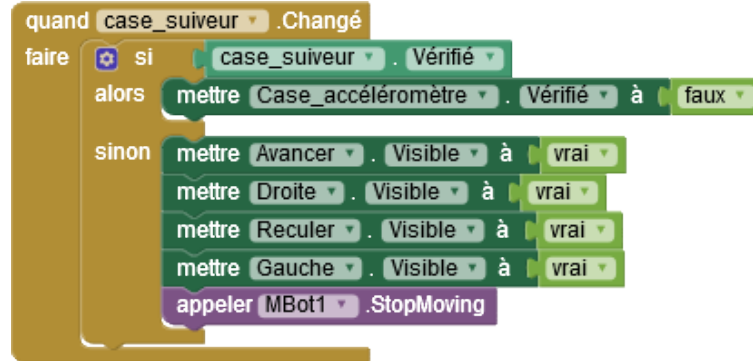 quand case_suiveur .Changé
faire si case_suiveur . Vérifié
alors mettre Case_accéléromètre . Vérifié à faux
sinon mettre Avancer . Visible à vrai
mettre Droite . Visible à vrai
mettre Reculer . Visible à vrai
mettre Gauche . Visible à vrai
appeler MBot1 .StopMoving